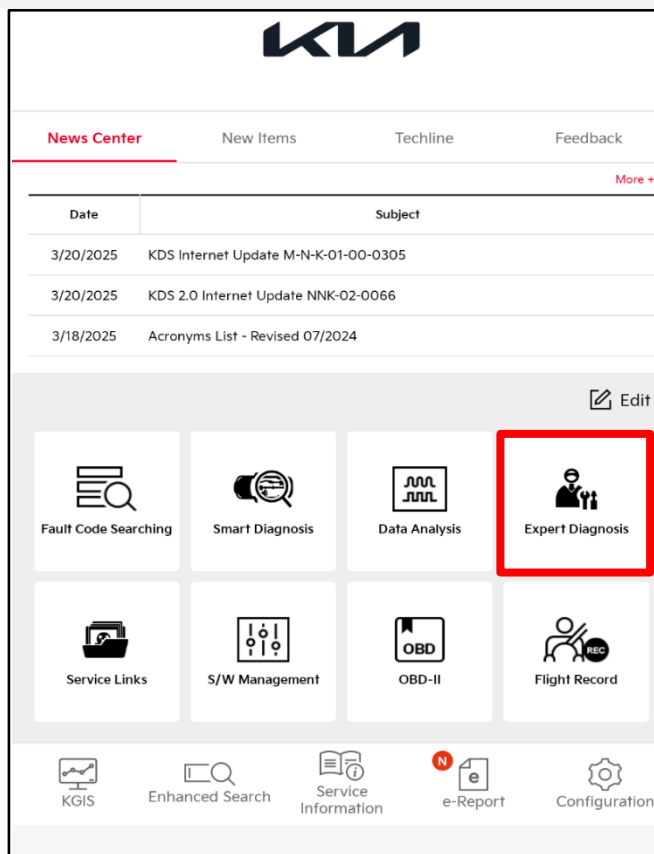 KIA
News Center New Items Techline Feedback
More +
Date Subject
3/20/2025 KDS Internet Update M-N-K-01-00-0305
3/20/2025 KDS 2.0 Internet Update NNK-02-0066
3/18/2025 Acronyms List - Revised 07/2024
Edit
Fault Code Searching Smart Diagnosis Data Analysis Expert Diagnosis
OBD
REC
Service Links S/W Management OBD-II Flight Record
N
e
KGIS Enhanced Search Service Information e-Report Configuration